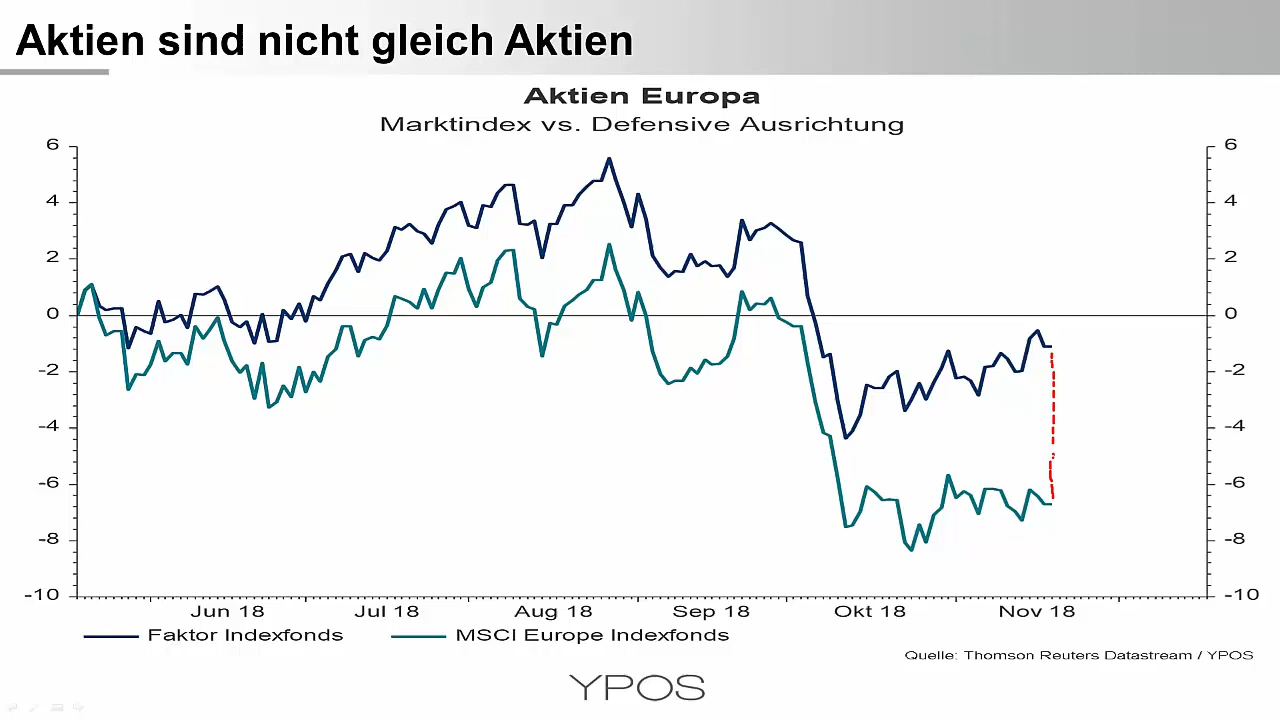 Aktien sind nicht gleich Aktien
Aktien Europa
Marktindex vs. Defensive Ausrichtung
6 6
4 4
2 2
0 0
-2 -2
-4 -4
-6 -6
-8 -8
-10 -10
Jun 18 Jul 18 Aug 18 Sep 18 Okt 18 Nov 18
Faktor Indexfonds MSCI Europe Indexfonds
Quelle: Thomson Reuters Datastream / YPOS
YPOS